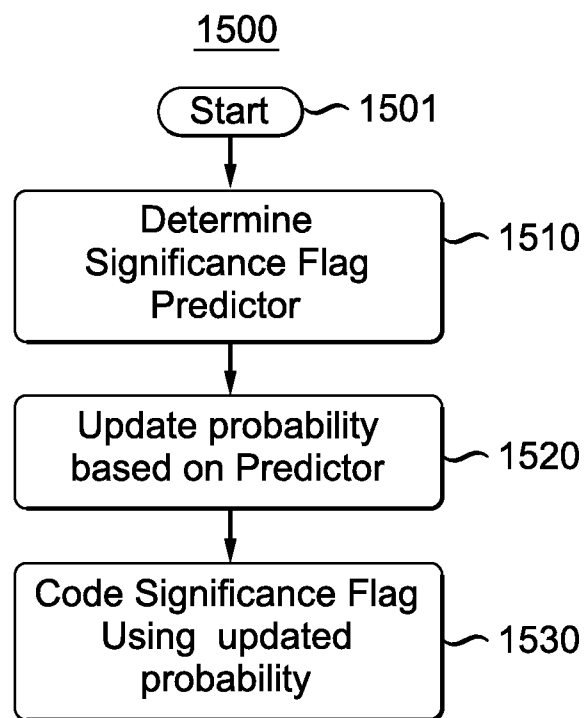 1500
Start 1501
Determine
Significance Flag
Predictor
1510
Update probability
based on Predictor
1520
Code Significance Flag
Using updated
probability
1530